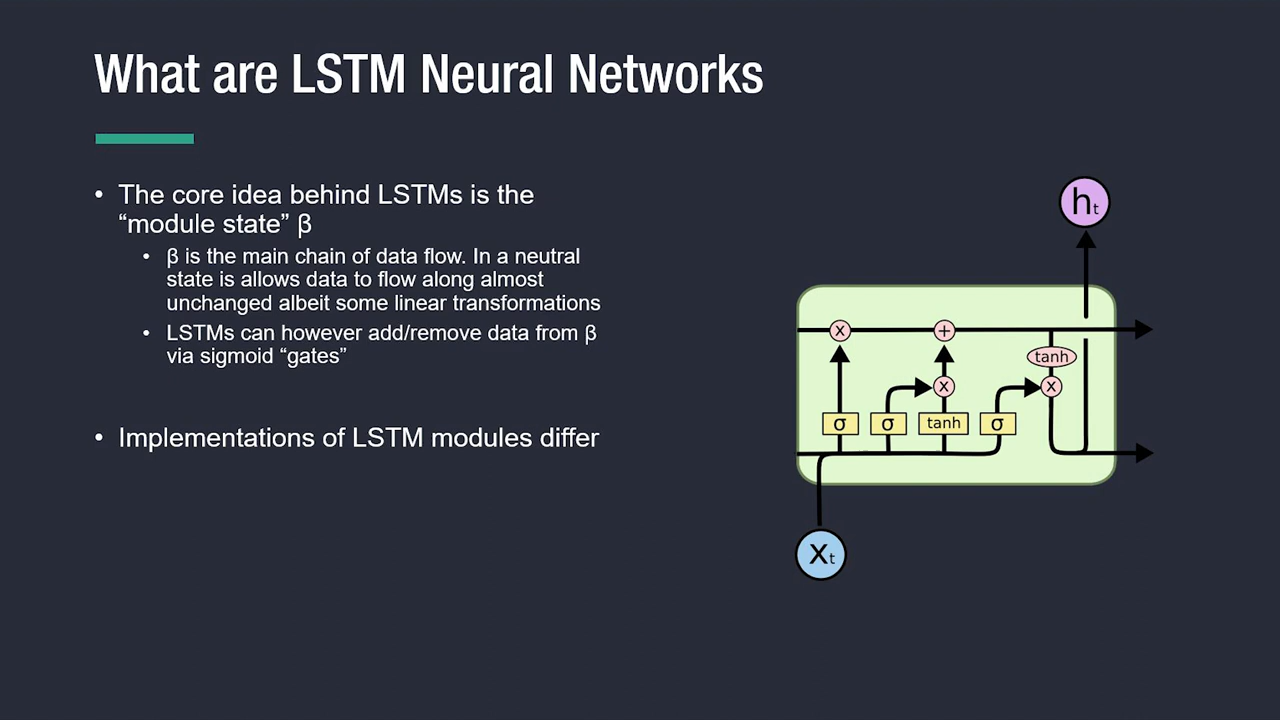 What are LSTM Neural Networks
• The core idea behind LSTMs is the
“module state” β
• β is the main chain of data flow. In a neutral
state is allows data to flow along almost
unchanged albeit some linear transformations
• LSTMs can however add/remove data from β
via sigmoid “gates”
• Implementations of LSTM modules differ
ht
x +
tanh
x x
σ σ tanh σ
Xt